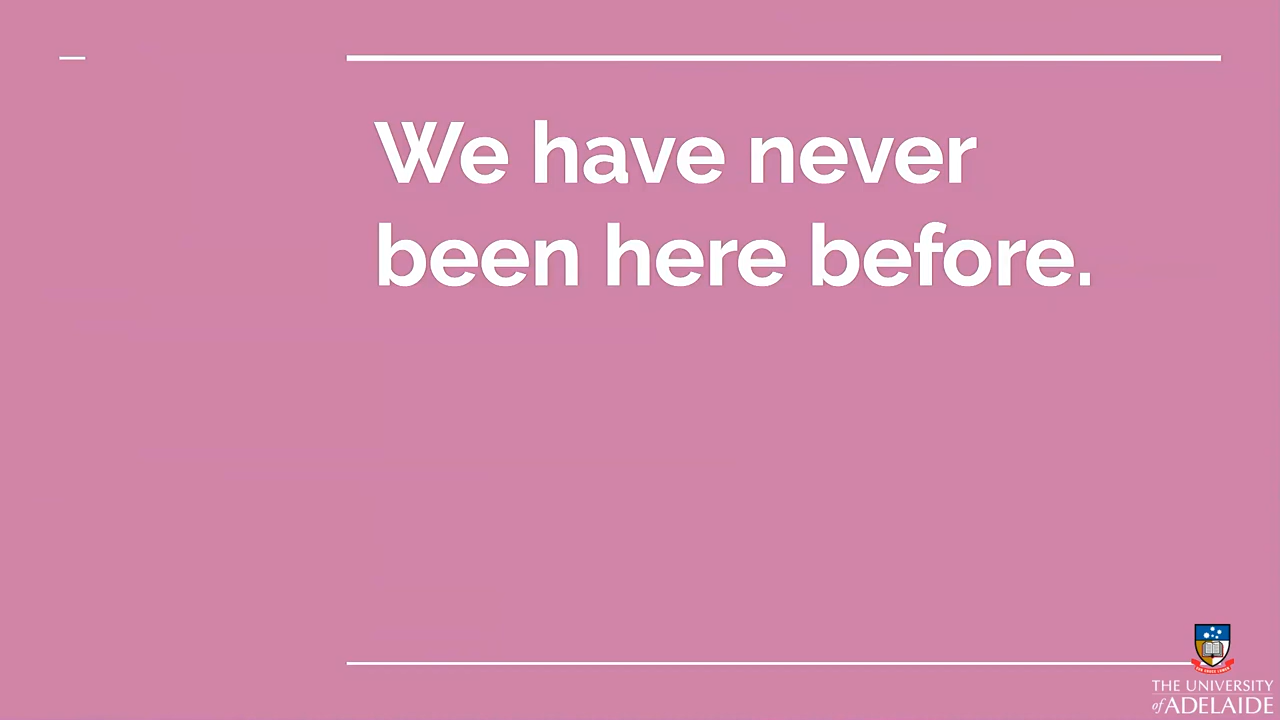 We have never
been here before.
THE UNIVERSITY
of ADELAIDE